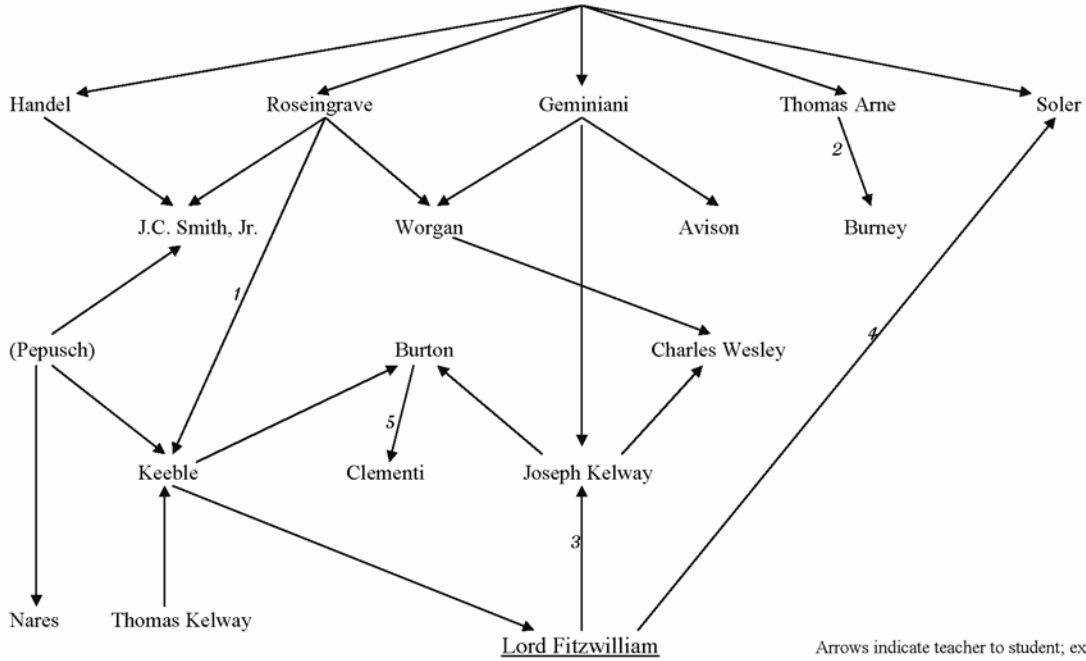 Handel Roseingrave Geminiani Thomas Arne Soler
2
J.C. Smith, Jr. Worgan Avison Burney
1
4
(Pepusch) Burton Charles Wesley
5
Keeble Clementi Joseph Kelway
3
Nares Thomas Kelway
Lord Fitzwilliam
Arrows indicate teacher to student; ex